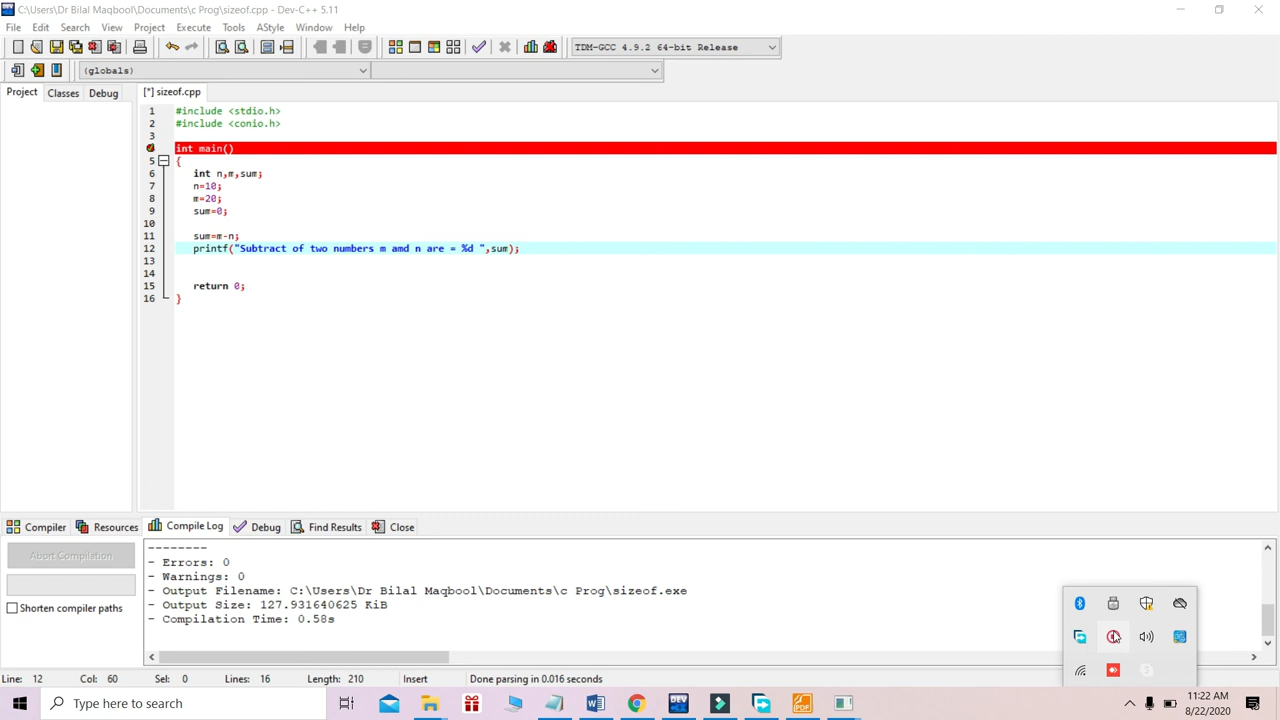 C:\Users\Dr Bilal Maqbool\Documents\c Prog\sizeof.cpp - Dev-C++ 5.11
File Edit Search View Project Execute Tools AStyle Window Help
TDM-GCC 4.9.2 64-bit Release
(globals)
Project Classes Debug [*] sizeof.cpp
1 #include <stdio.h>
2 #include <conio.h>
3
int main()
5 {
6 int n,m,sum;
7 n=10;
8 m=20;
9 sum=0;
10
11 sum=m-n;
12 printf("Subtract of two numbers m amd n are = %d ",sum);
13
14
15 return 0;
16 }
Compiler Resources Compile Log Debug Find Results Close
Abort Compilation
Shorten compiler paths
--------
- Errors: 0
- Warnings: 0
- Output Filename: C:\Users\Dr Bilal Maqbool\Documents\c Prog\sizeof.exe
- Output Size: 127.931640625 KiB
- Compilation Time: 0.58s
Line: 12 Col: 60 Sel: 0 Lines: 16 Length: 210 Insert Done parsing in 0.016 seconds
Type here to search
DEV
PDF
11:22 AM
8/22/2020